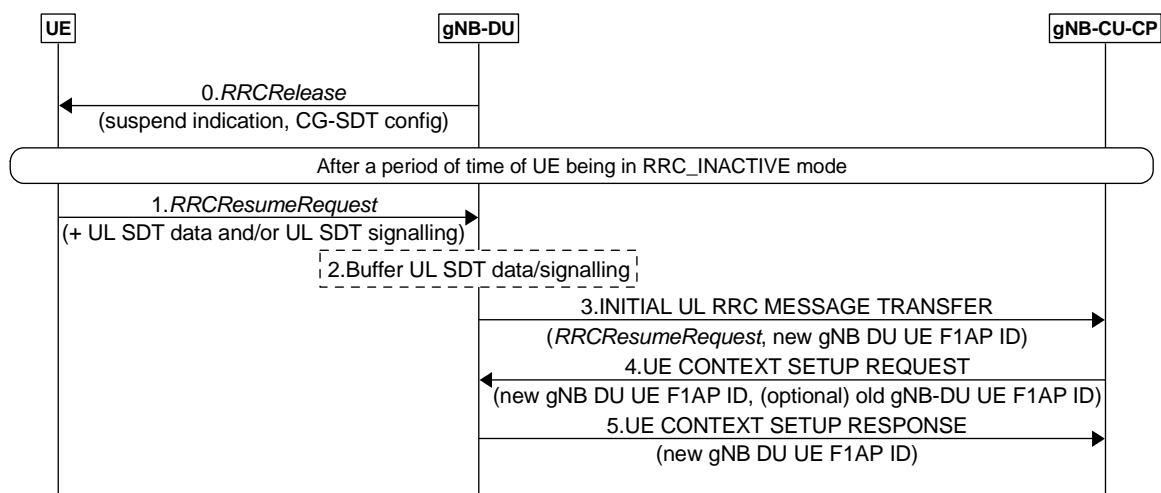 UE
gNB-DU
gNB-CU-CP
0.RRCRelease
(suspend indication, CG-SDT config)
After a period of time of UE being in RRC_INACTIVE mode
1.RRCResumeRequest
(+ UL SDT data and/or UL SDT signalling)
2.Buffer UL SDT data/signalling
3.INITIAL UL RRC MESSAGE TRANSFER
(RRCResumeRequest, new gNB DU UE F1AP ID)
4.UE CONTEXT SETUP REQUEST
(new gNB DU UE F1AP ID, (optional) old gNB-DU UE F1AP ID)
5.UE CONTEXT SETUP RESPONSE
(new gNB DU UE F1AP ID)